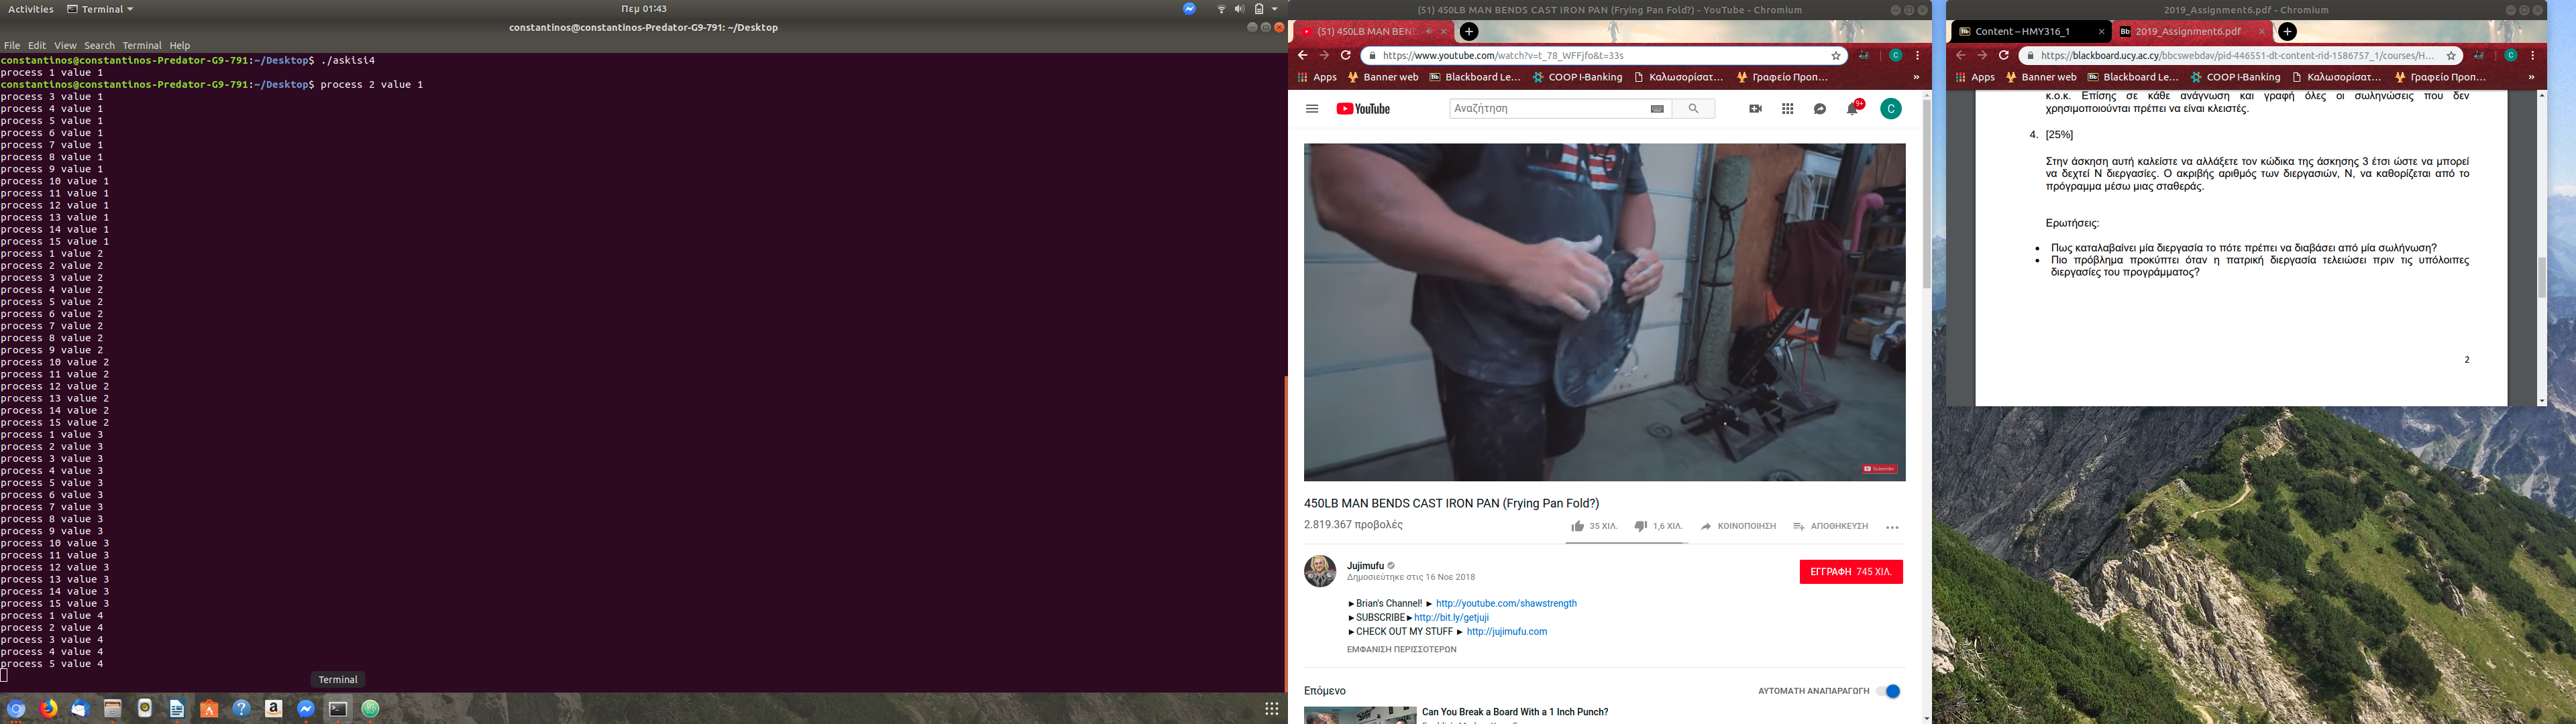 Activities
Terminal
Πεμ 01:43
constantinos@constantinos-Predator-G9-791: ~/Desktop
File Edit View Search Terminal Help
constantinos@constantinos-Predator-G9-791:~/Desktop$ ./askisi4
process 1 value 1
constantinos@constantinos-Predator-G9-791:~/Desktop$ process 2 value 1
process 3 value 1
process 4 value 1
process 5 value 1
process 6 value 1
process 7 value 1
process 8 value 1
process 9 value 1
process 10 value 1
process 11 value 1
process 12 value 1
process 13 value 1
process 14 value 1
process 15 value 1
process 1 value 2
process 2 value 2
process 3 value 2
process 4 value 2
process 5 value 2
process 6 value 2
process 7 value 2
process 8 value 2
process 9 value 2
process 10 value 2
process 11 value 2
process 12 value 2
process 13 value 2
process 14 value 2
process 15 value 2
process 1 value 3
process 2 value 3
process 3 value 3
process 4 value 3
process 5 value 3
process 6 value 3
process 7 value 3
process 8 value 3
process 9 value 3
process 10 value 3
process 11 value 3
process 12 value 3
process 13 value 3
process 14 value 3
process 15 value 3
process 1 value 4
process 2 value 4
process 3 value 4
process 4 value 4
process 5 value 4
Terminal
(51) 450LB MAN BENDS CAST IRON PAN (Frying Pan Fold?) - YouTube - Chromium
(51) 450LB MAN BEN
https://www.youtube.com/watch?v=t_78_WFFjfo&t=33s
Apps Banner web Blackboard Le... COOP I-Banking Καλωσορίσατ... Γραφείο Προπ... »
YouTube
Αναζήτηση
9+
C
Subscribe
450LB MAN BENDS CAST IRON PAN (Frying Pan Fold?)
2.819.367 προβολές
35 ΧΙΛ. 1,6 ΧΙΛ. ΚΟΙΝΟΠΟΙΗΣΗ ΑΠΟΘΗΚΕΥΣΗ
Jujimufu
Δημοσιεύτηκε στις 16 Νοε 2018
ΕΓΓΡΑΦΗ 745 ΧΙΛ.
►Brian's Channel! ► http://youtube.com/shawstrength
►SUBSCRIBE►http://bit.ly/getjuji
►CHECK OUT MY STUFF ► http://jujimufu.com
ΕΜΦΑΝΙΣΗ ΠΕΡΙΣΣΟΤΕΡΩΝ
Επόμενο
ΑΥΤΟΜΑΤΗ ΑΝΑΠΑΡΑΓΩΓΗ
Can You Break a Board With a 1 Inch Punch?
2019_Assignment6.pdf - Chromium
Content – HMY316_1
2019_Assignment6.pdf
https://blackboard.ucy.ac.cy/bbcswebdav/pid-446551-dt-content-rid-1586757_1/courses/H...
Apps Banner web Blackboard Le... COOP I-Banking Καλωσορίσατ... Γραφείο Προπ... »
κ.ο.κ. Επίσης σε κάθε ανάγνωση και γραφή όλες οι σωληνώσεις που δεν
χρησιμοποιούνται πρέπει να είναι κλειστές.
4. [25%]
Στην άσκηση αυτή καλείστε να αλλάξετε τον κώδικα της άσκησης 3 έτσι ώστε να μπορεί
να δεχτεί Ν διεργασίες. Ο ακριβής αριθμός των διεργασιών, Ν, να καθορίζεται από το
πρόγραμμα μέσω μιας σταθεράς.
Ερωτήσεις:
• Πως καταλαβαίνει μία διεργασία το πότε πρέπει να διαβάσει από μία σωλήνωση?
• Πιο πρόβλημα προκύπτει όταν η πατρική διεργασία τελειώσει πριν τις υπόλοιπες
διεργασίες του προγράμματος?
2